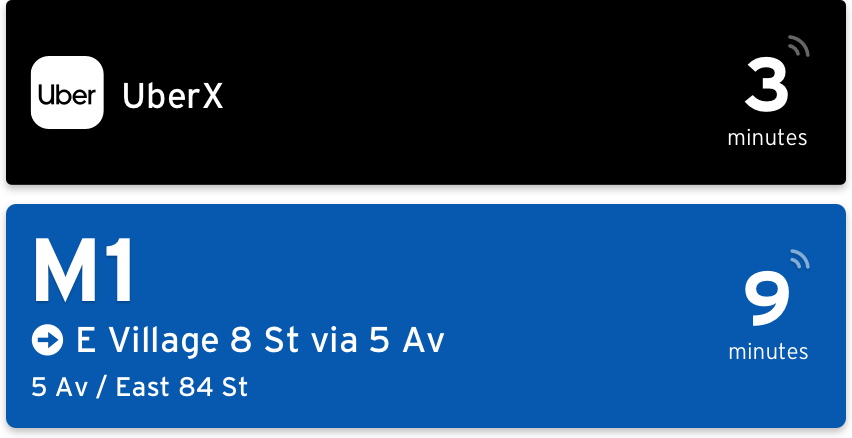 Uber UberX
3
minutes
M1
E Village 8 St via 5 Av
5 Av / East 84 St
9
minutes